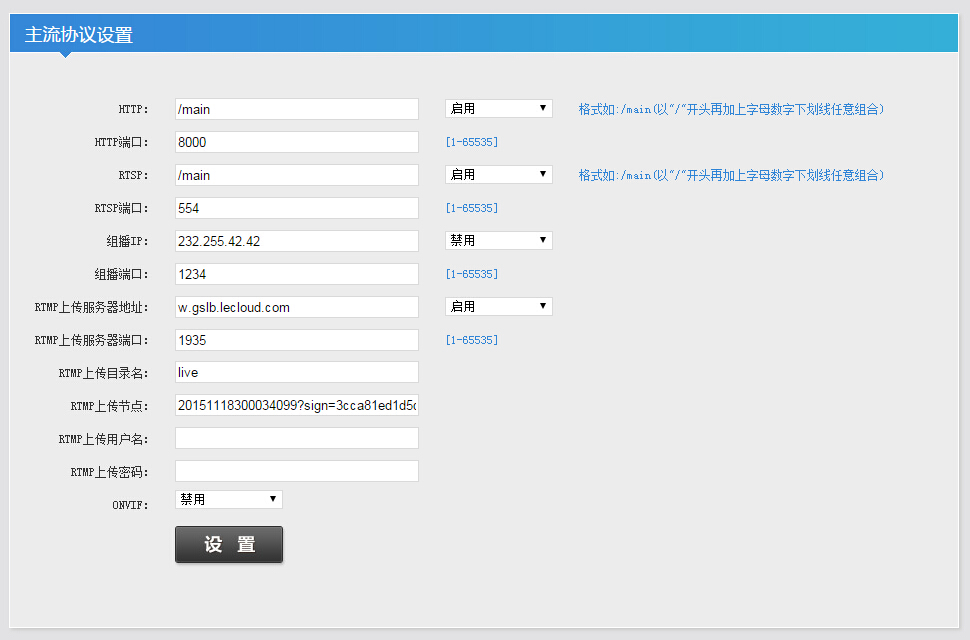 主流协议设置
HTTP: /main 启用 格式如:/main(以"/"开头再加上字母数字下划线任意组合)
HTTP端口: 8000 [1-65535]
RTSP: /main 启用 格式如:/main(以"/"开头再加上字母数字下划线任意组合)
RTSP端口: 554 [1-65535]
组播IP: 232.255.42.42 禁用
组播端口: 1234 [1-65535]
RTMP上传服务器地址: w.gslb.lecloud.com 启用
RTMP上传服务器端口: 1935 [1-65535]
RTMP上传目录名: live
RTMP上传节点: 20151118300034099?sign=3cca81ed1d5c
RTMP上传用户名:
RTMP上传密码:
ONVIF: 禁用
设 置